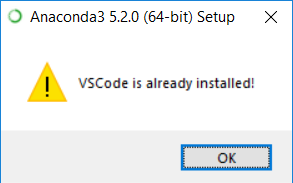 Anaconda3 5.2.0 (64-bit) Setup
VSCode is already installed!
OK